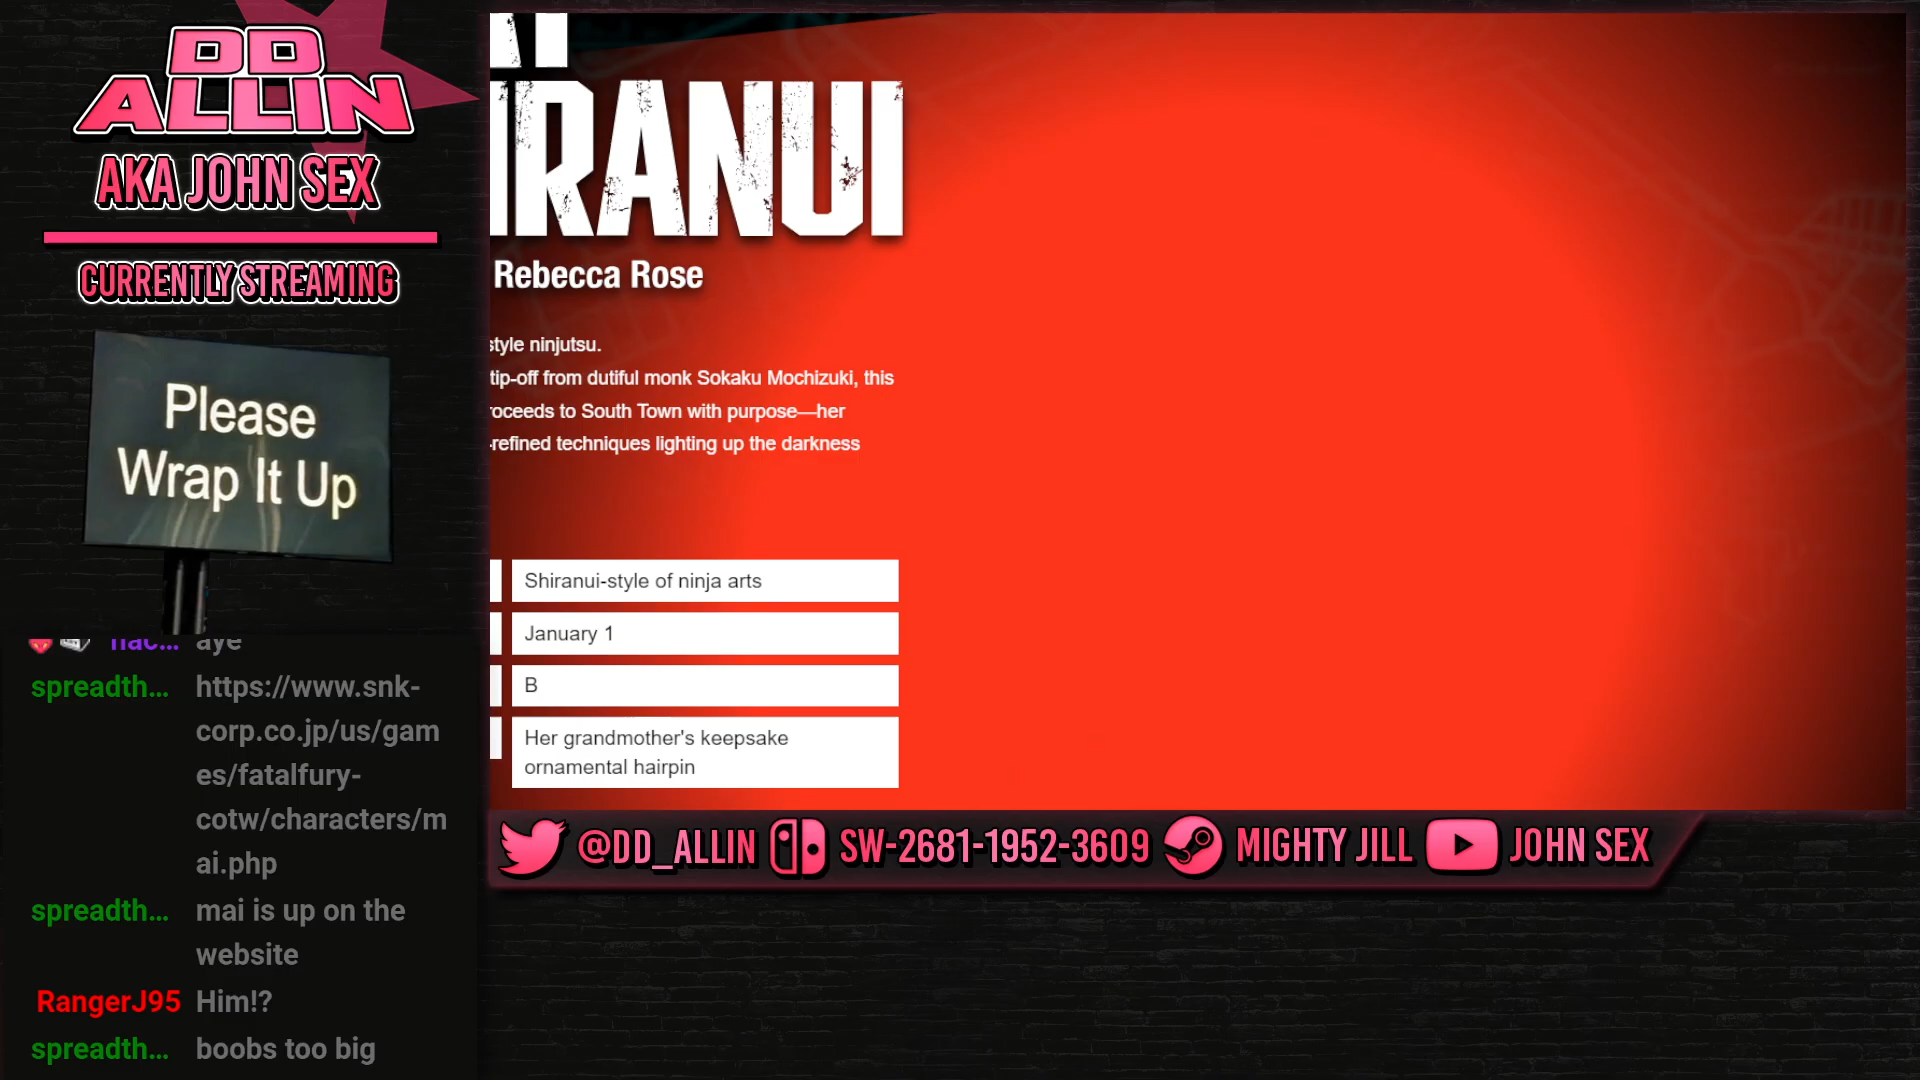 DD
ALLIN
AKA JOHN SEX
CURRENTLY STREAMING
Please
Wrap It Up
aye
spreadth... https://www.snk-
corp.co.jp/us/gam
es/fatalfury-
cotw/characters/m
ai.php
spreadth... mai is up on the
website
RangerJ95 Him!?
spreadth... boobs too big
IRANUI
Rebecca Rose
style ninjutsu.
tip-off from dutiful monk Sokaku Mochizuki, this
roceeds to South Town with purpose—her
-refined techniques lighting up the darkness
Shiranui-style of ninja arts
January 1
B
Her grandmother's keepsake
ornamental hairpin
@DD_ALLIN SW-2681-1952-3609 MIGHTY JILL JOHN SEX